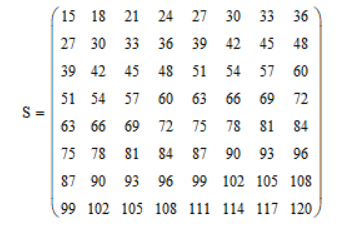 15 18 21 24 27 30 33 36
27 30 33 36 39 42 45 48
39 42 45 48 51 54 57 60
S = 51 54 57 60 63 66 69 72
63 66 69 72 75 78 81 84
75 78 81 84 87 90 93 96
87 90 93 96 99 102 105 108
99 102 105 108 111 114 117 120